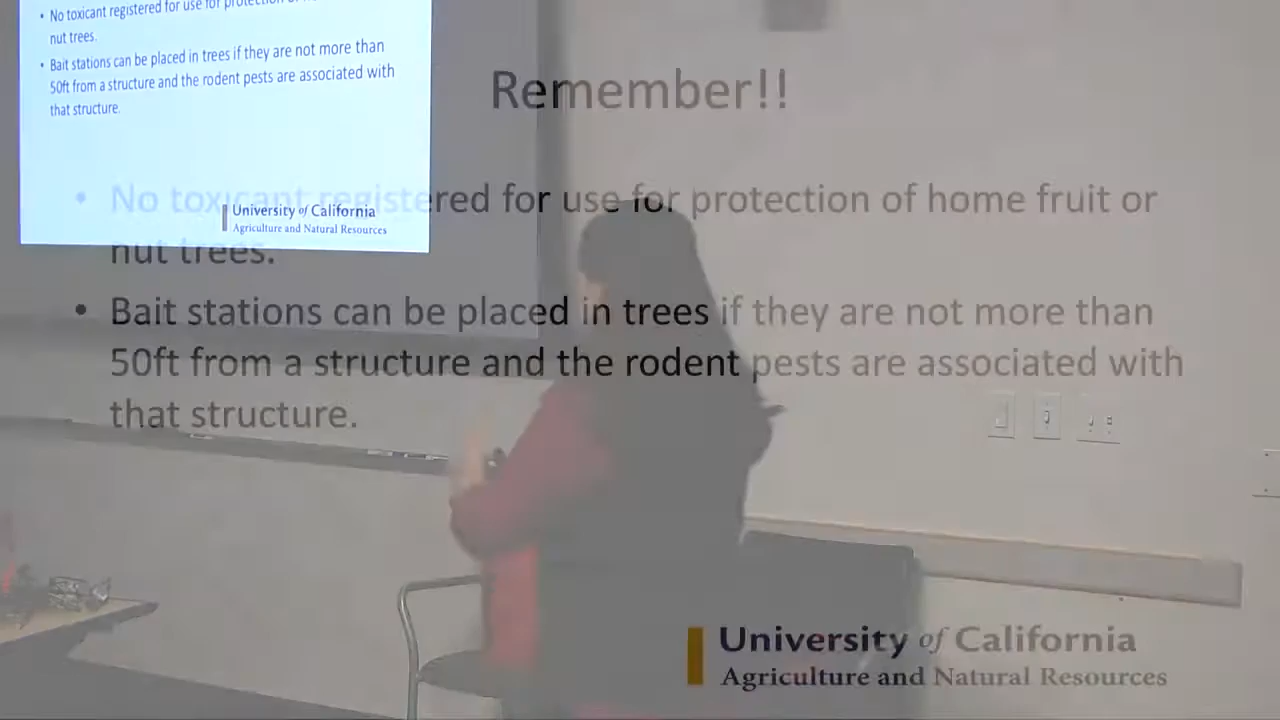 No toxicant registered for use for protection
nut trees.
Bait stations can be placed in trees if they are not more than
50ft from a structure and the rodent pests are associated with
that structure.
University of California
Agriculture and Natural Resources
Remember!!
• No toxicant registered for use for protection of home fruit or
nut trees.
• Bait stations can be placed in trees if they are not more than
50ft from a structure and the rodent pests are associated with
that structure.
University of California
Agriculture and Natural Resources